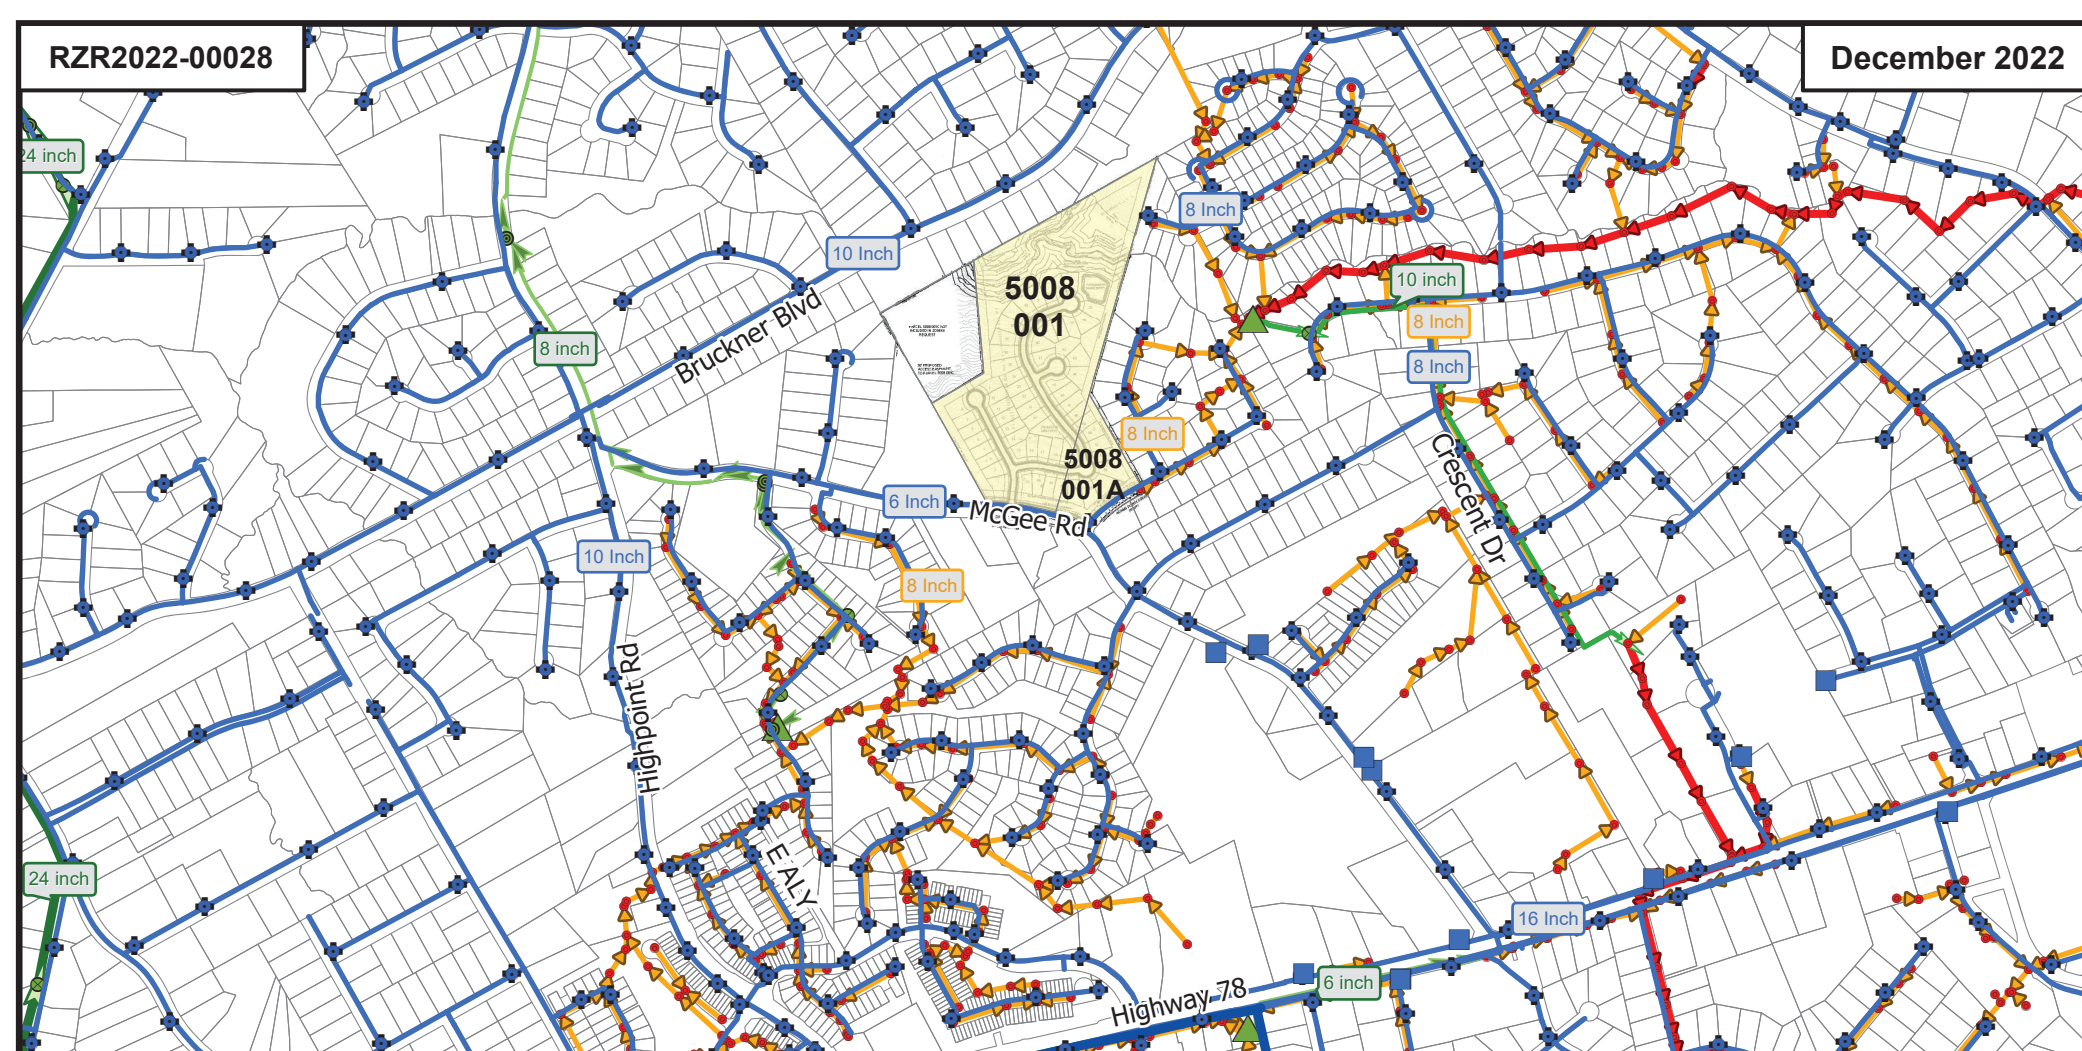 RZR2022-00028
December 2022
24 inch
8 Inch
10 Inch
5008
001
10 inch
8 Inch
8 inch
Bruckner Blvd
8 Inch
8 Inch
5008
001A
6 Inch
McGee Rd
Crescent Dr
10 Inch
8 Inch
Highpoint Rd
E ALY
24 inch
16 Inch
6 inch
Highway 78